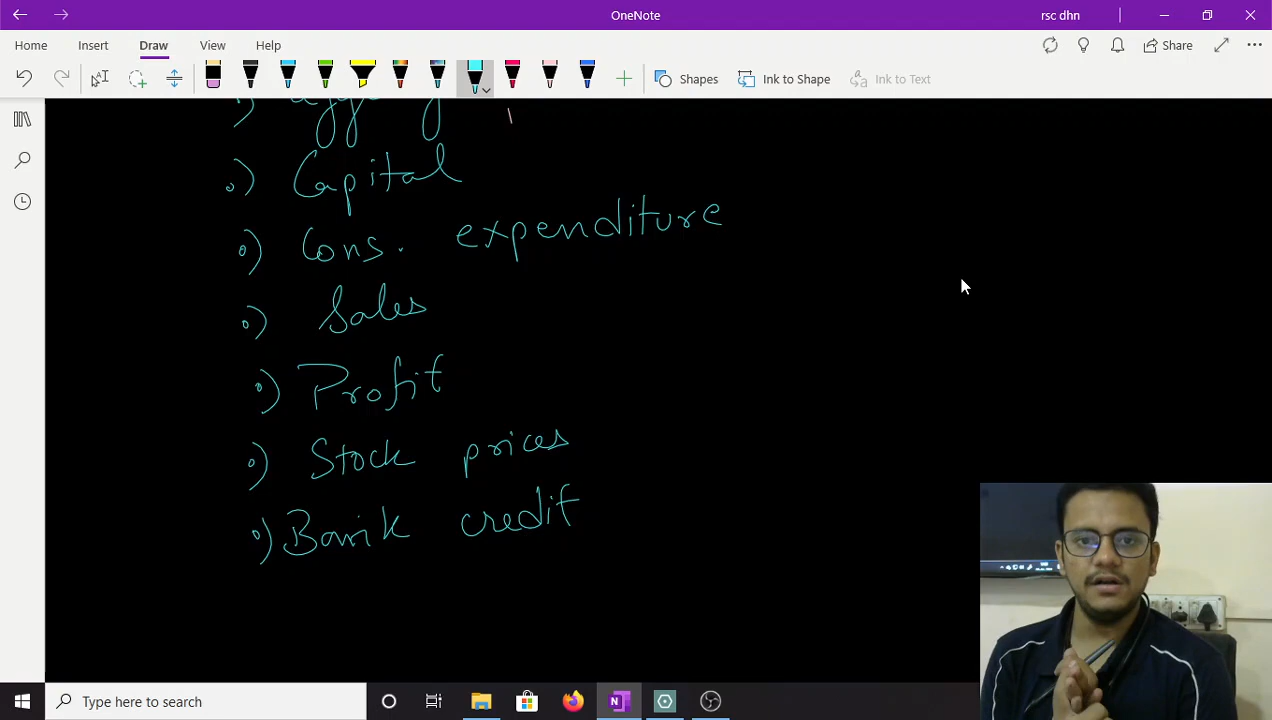 OneNote
rsc dhn
Home Insert Draw View Help
Share
Shapes Ink to Shape Ink to Text
o) Capital
o) Cons. expenditure
o) Sales
o) Profit
o) Stock prices
o) Bank credit
Type here to search